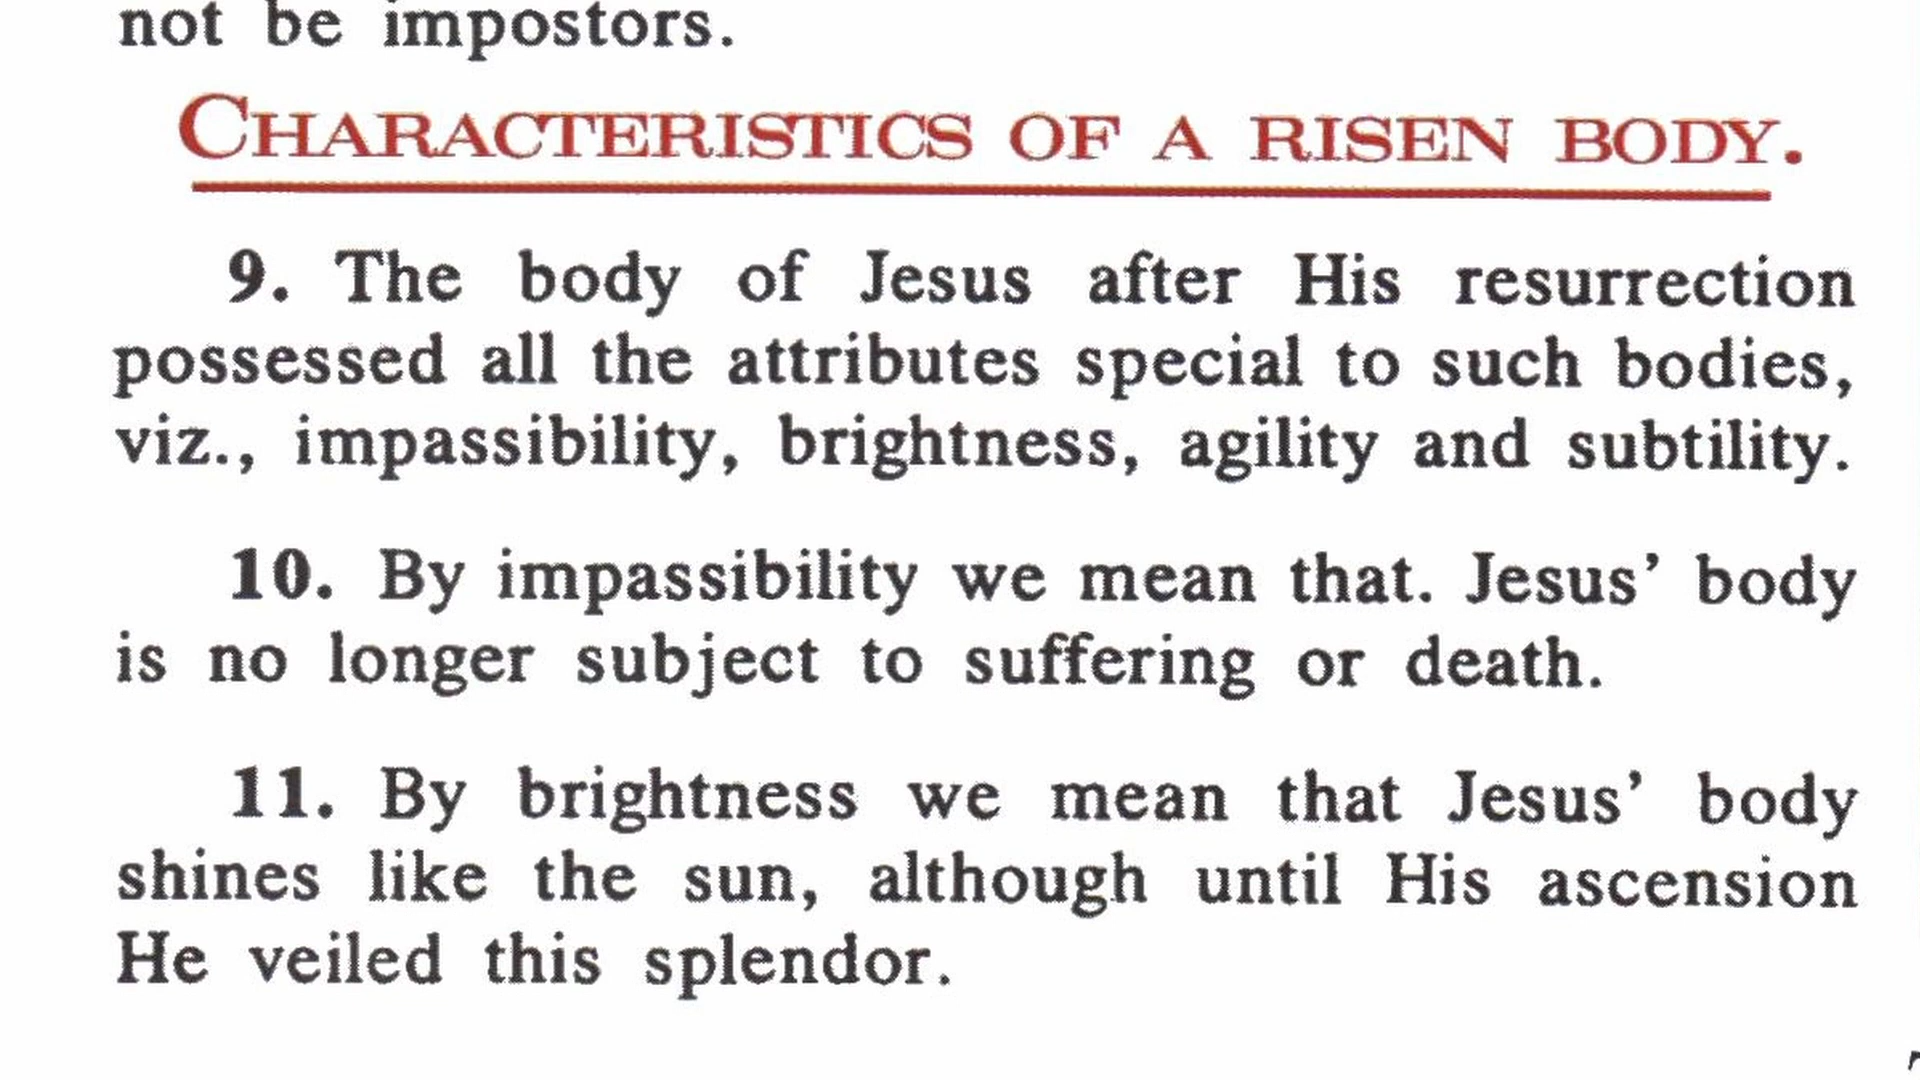 not be impostors.
CHARACTERISTICS OF A RISEN BODY.
9. The body of Jesus after His resurrection
possessed all the attributes special to such bodies,
viz., impassibility, brightness, agility and subtility.
10. By impassibility we mean that. Jesus’ body
is no longer subject to suffering or death.
11. By brightness we mean that Jesus’ body
shines like the sun, although until His ascension
He veiled this splendor.